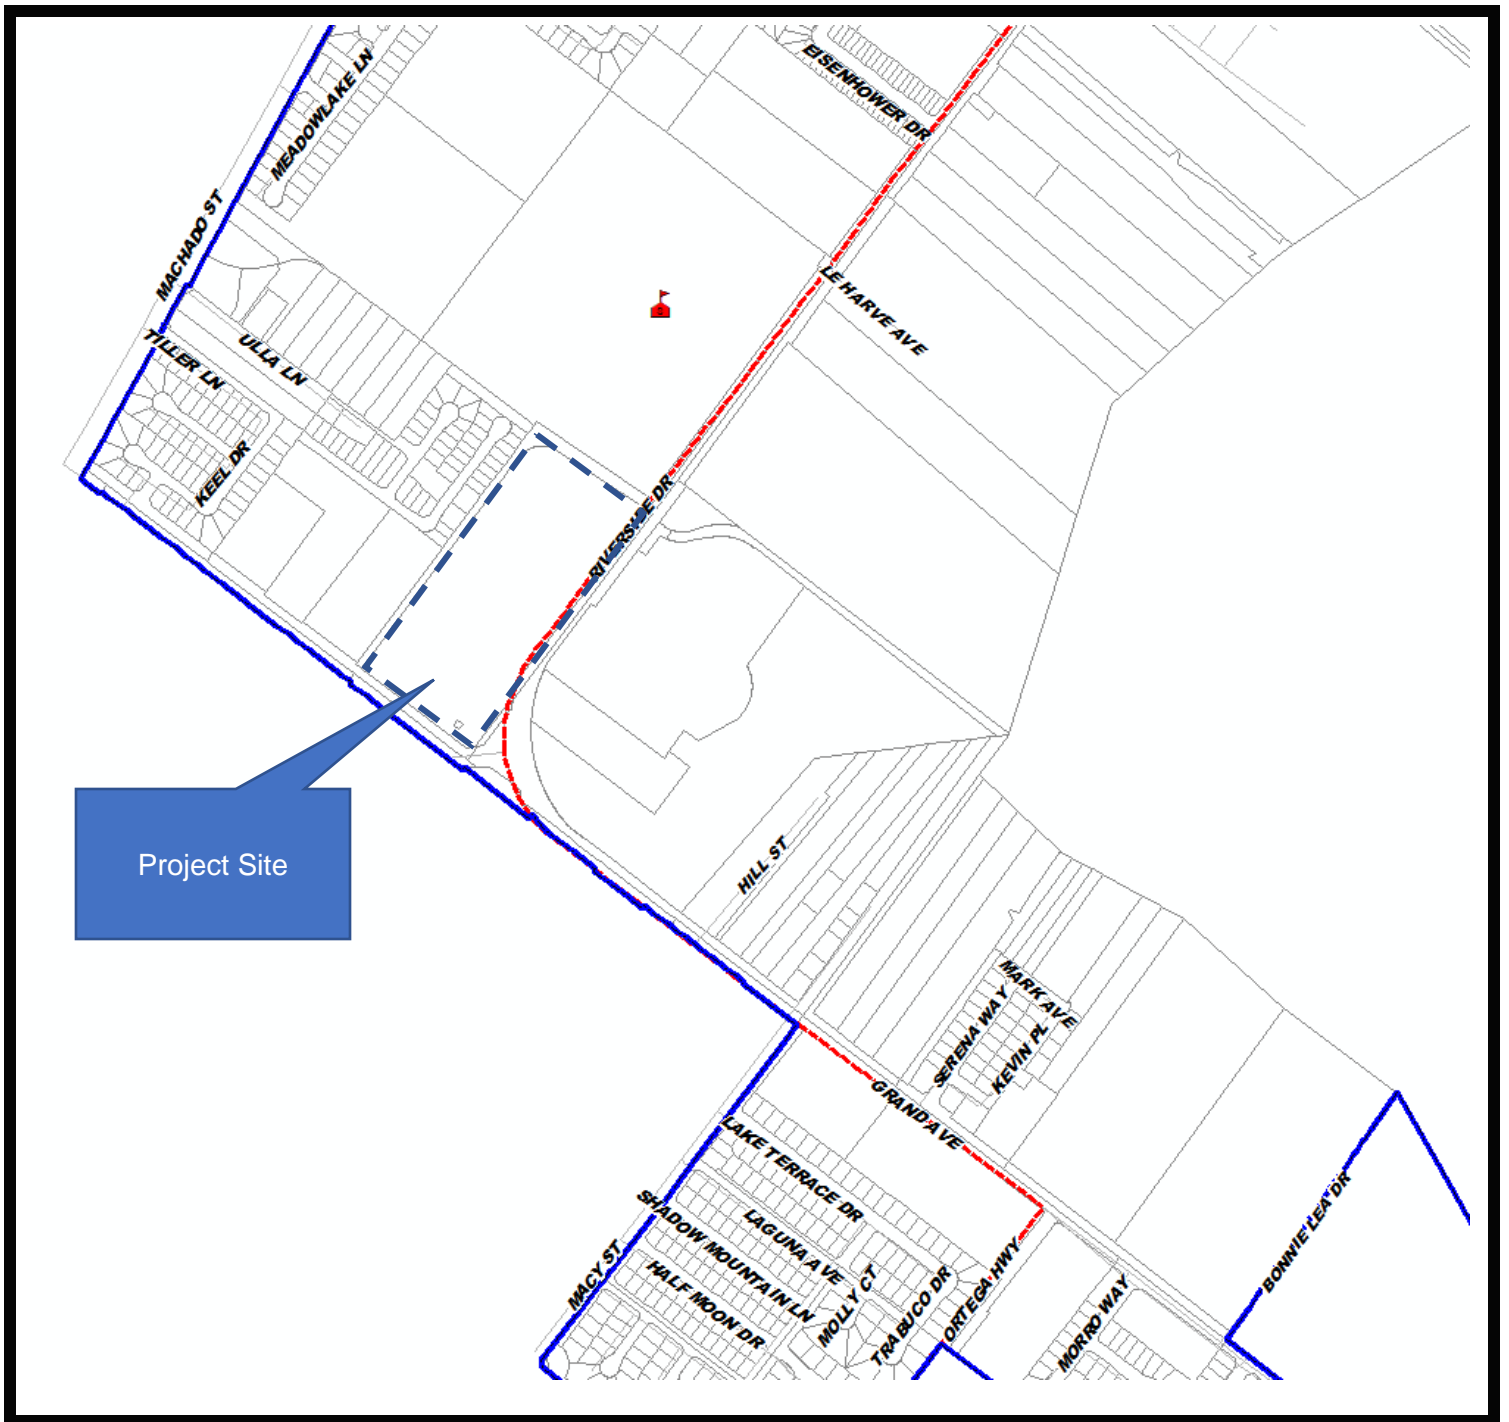 EISENHOWER DR
MEADOWLAKE LN
MACHADO ST
LE HARVE AVE
TILLER LN
ULLA LN
KEEL DR
RIVERSIDE DR
Project Site
HILL ST
MARK AVE
SERENA WAY
KEVIN PL
GRAND AVE
LAKE TERRACE DR
BONNIE LEA DR
SHADOW MOUNTAIN LN
LAGUNA AVE
MACY ST
HALF MOON DR
MOLLY CT
TRABUCO DR
ORTEGA HWY
MORRO WAY